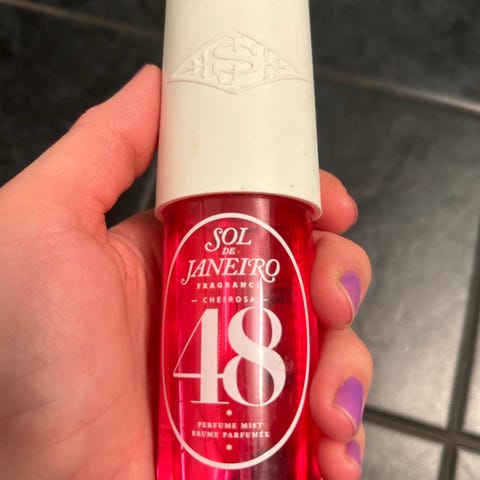 SOL
DE
JANEIRO
FRAGRANCE
— CHEIROSA —
48
PERFUME MIST
BRUME PARFUMÉE